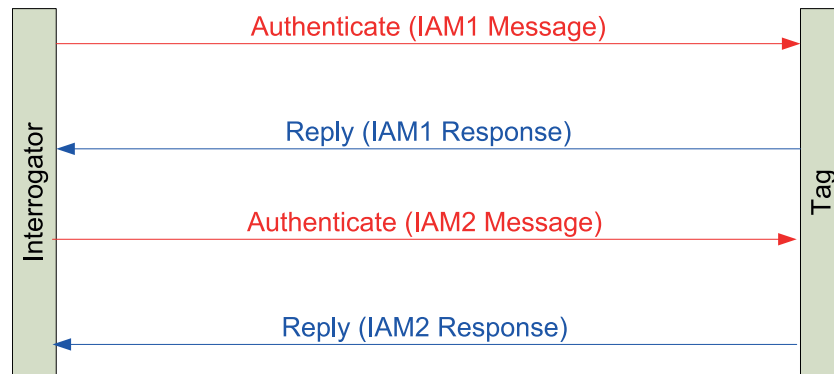 Authenticate (IAM1 Message)
Reply (IAM1 Response)
Authenticate (IAM2 Message)
Reply (IAM2 Response)
Interrogator
Tag